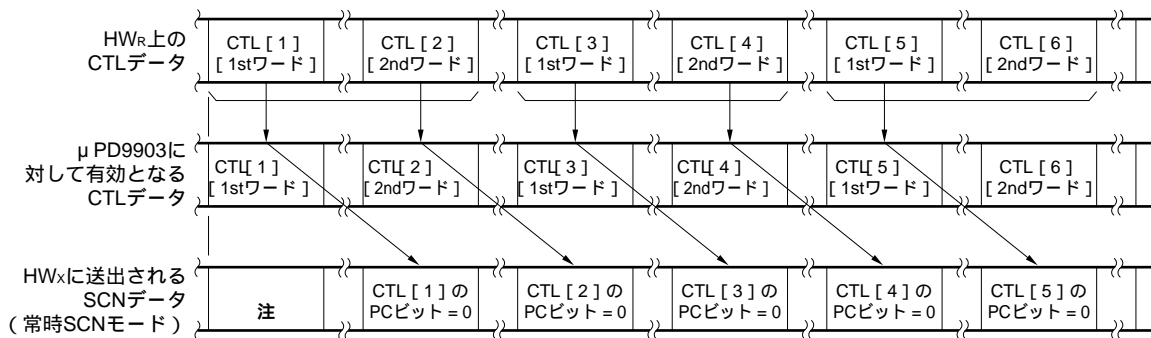 HWR上の
CTLデータ
CTL [ 1 ]
[ 1stワード ]
CTL [ 2 ]
[ 2ndワード ]
CTL [ 3 ]
[ 1stワード ]
CTL [ 4 ]
[ 2ndワード ]
CTL [ 5 ]
[ 1stワード ]
CTL [ 6 ]
[ 2ndワード ]
μ PD9903に
対して有効となる
CTLデータ
CTL[ 1 ]
[ 1stワード ]
CTL[ 2 ]
[ 2ndワード ]
CTL[ 3 ]
[ 1stワード ]
CTL[ 4 ]
[ 2ndワード ]
CTL[ 5 ]
[ 1stワード ]
CTL[ 6 ]
[ 2ndワード ]
HWXに送出される
SCNデータ
（常時SCNモード）
注
CTL [ 1 ] の
PCビット = 0
CTL [ 2 ] の
PCビット = 0
CTL [ 3 ] の
PCビット = 0
CTL [ 4 ] の
PCビット = 0
CTL [ 5 ] の
PCビット = 0